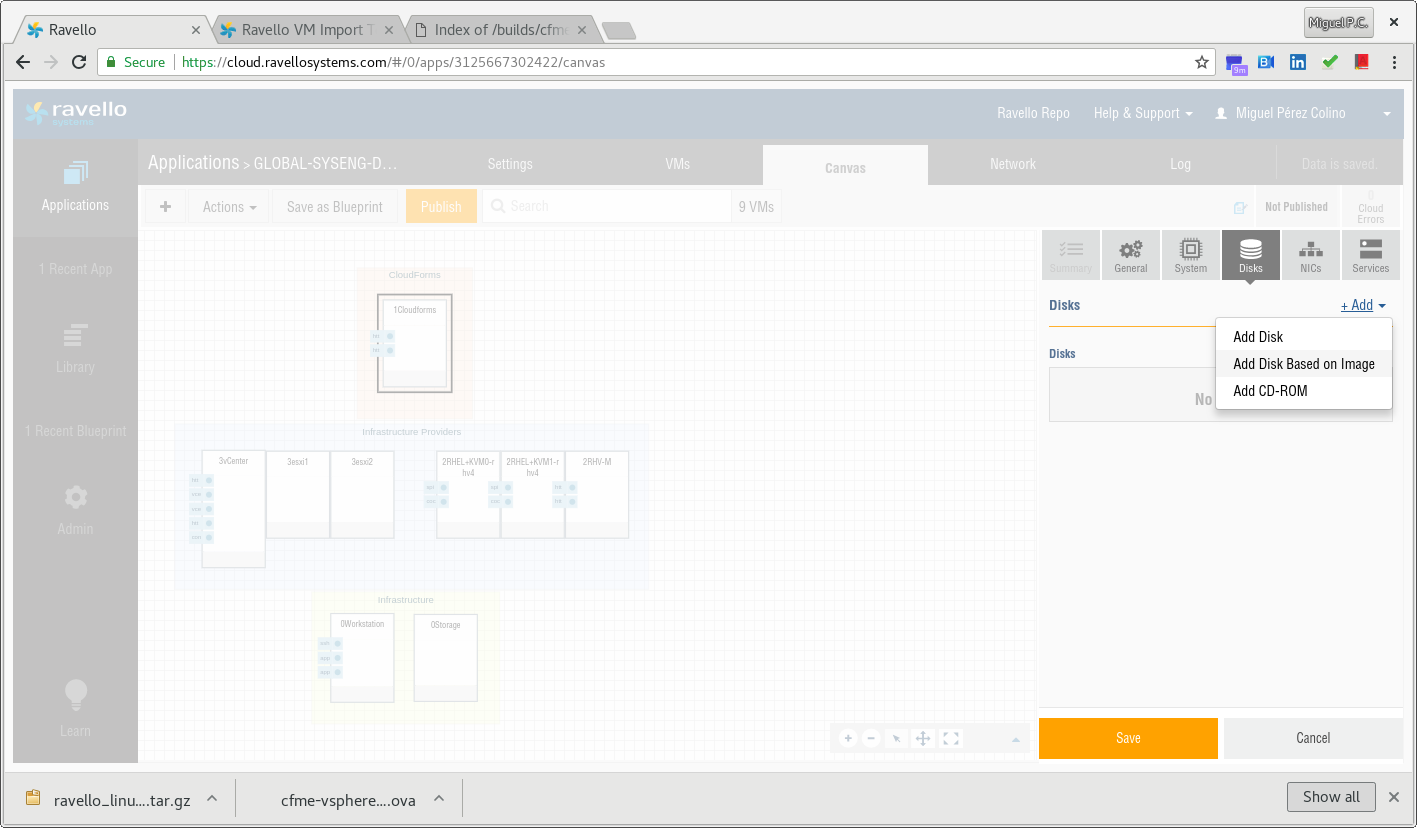 Ravello
Ravello VM Import T
Index of /builds/cfme
Miguel P.C.
Secure
https://cloud.ravellosystems.com/#/0/apps/3125667302422/canvas
9m
ravello
systems
Ravello Repo
Help & Support
Miguel Pérez Colino
Applications > GLOBAL-SYSENG-D...
Settings
VMs
Canvas
Network
Log
Data is saved.
Applications
1 Recent App
Library
1 Recent Blueprint
Admin
Learn
Actions
Save as Blueprint
Publish
Search
9 VMs
Not Published
0
Cloud
Errors
CloudForms
1Cloudforms
Infrastructure Providers
3vCenter
3esxi1
3esxi2
2RHEL+KVM0-r
hv4
2RHEL+KVM1-r
hv4
2RHV-M
Infrastructure
0Workstation
0Storage
Summary
General
System
Disks
NICs
Services
Disks
+ Add
Add Disk
Add Disk Based on Image
Add CD-ROM
Disks
No
Save
Cancel
ravello_linu....tar.gz
cfme-vsphere....ova
Show all